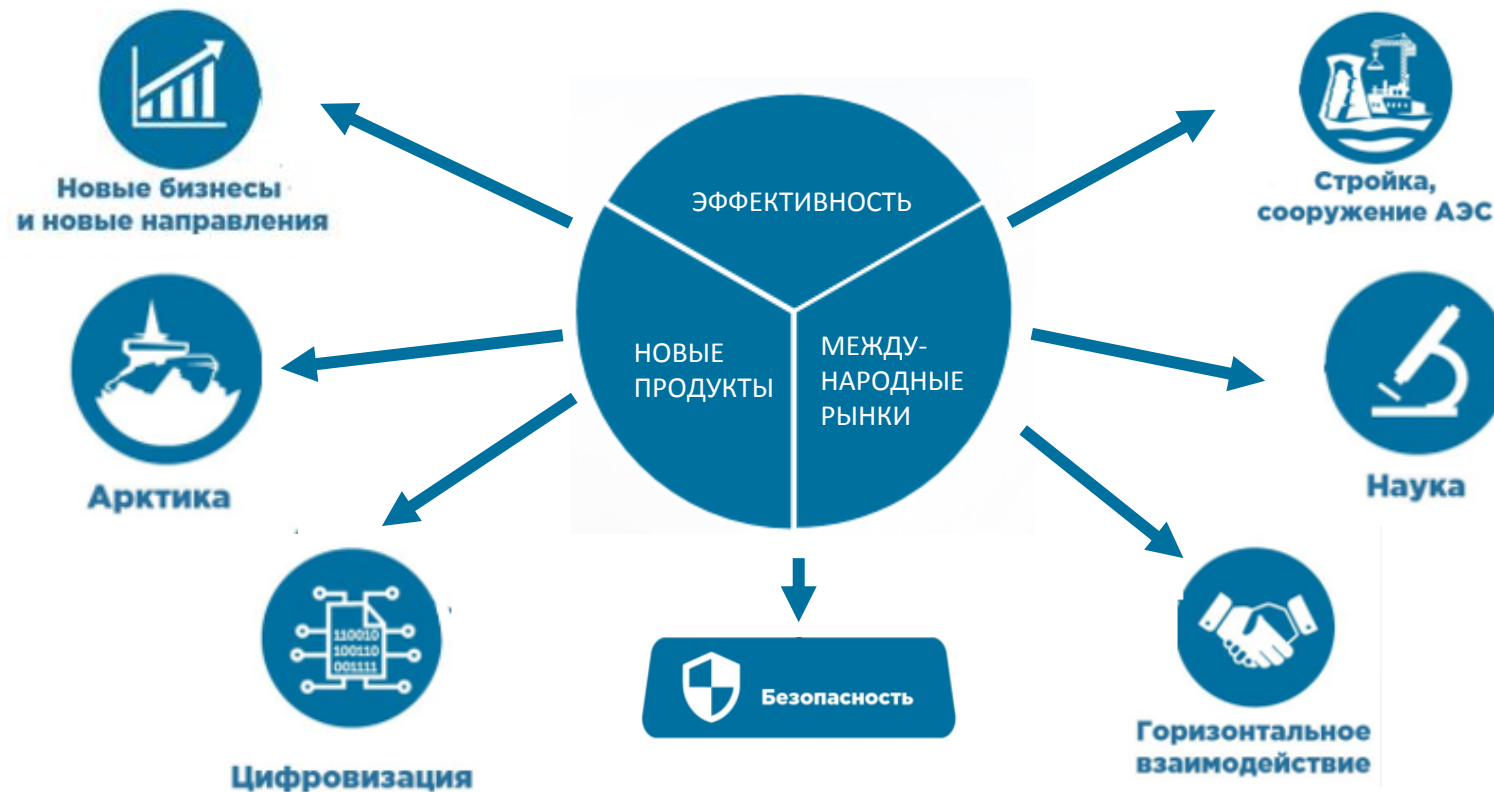 Новые бизнесы
и новые направления
Арктика
110010
100110
001111
Цифровизация
ЭФФЕКТИВНОСТЬ
НОВЫЕ
ПРОДУКТЫ
МЕЖДУ-
НАРОДНЫЕ
РЫНКИ
Безопасность
Стройка,
сооружение АЭС
Наука
Горизонтальное
взаимодействие